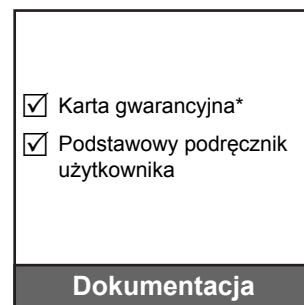 Karta gwarancyjna*
Podstawowy podręcznik
użytkownika
Dokumentacja